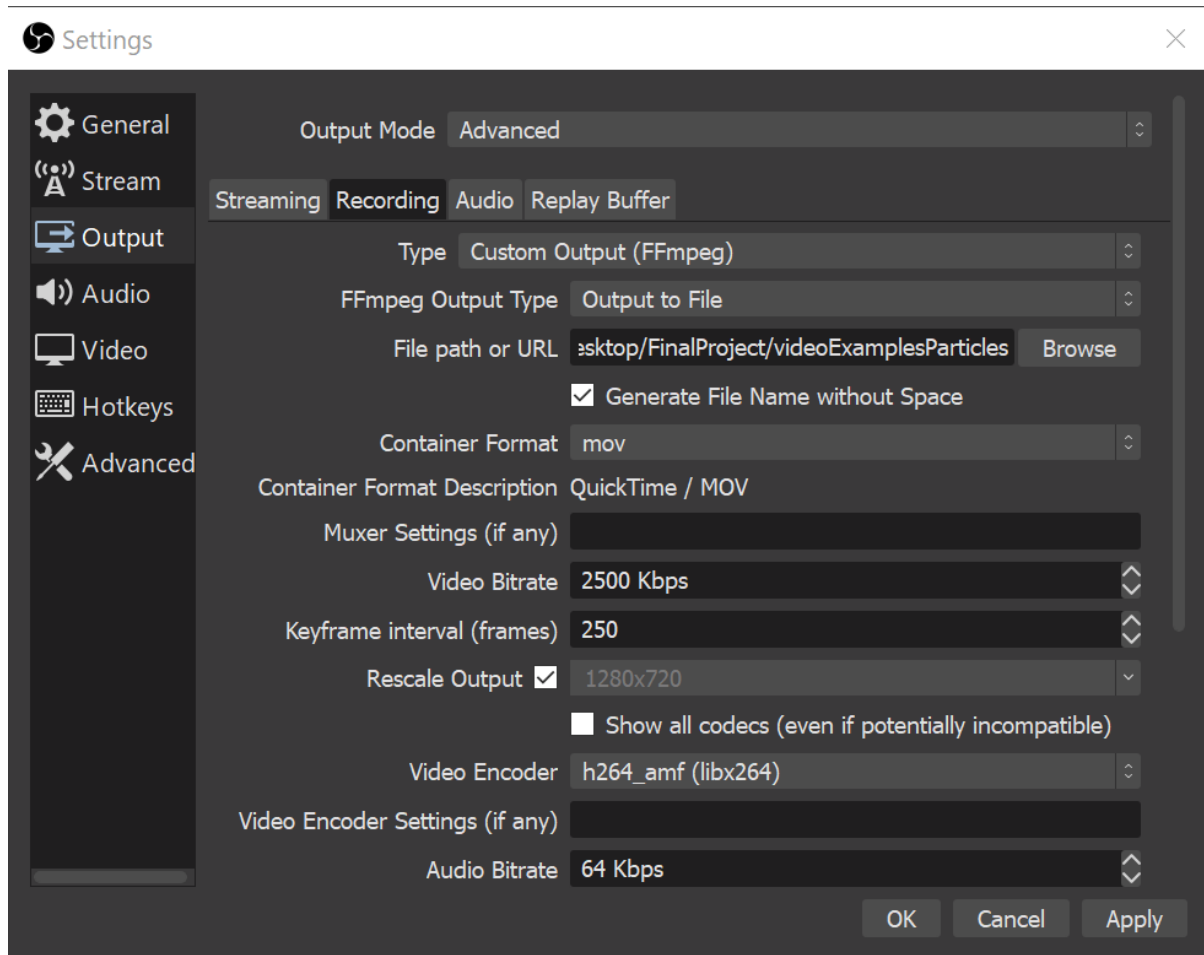 Settings
General
Stream
Output
Audio
Video
Hotkeys
Advanced
Output Mode Advanced
Streaming Recording Audio Replay Buffer
Type Custom Output (FFmpeg)
FFmpeg Output Type Output to File
File path or URL esktop/FinalProject/videoExamplesParticles Browse
Generate File Name without Space
Container Format mov
Container Format Description QuickTime / MOV
Muxer Settings (if any)
Video Bitrate 2500 Kbps
Keyframe interval (frames) 250
Rescale Output 1280x720
Show all codecs (even if potentially incompatible)
Video Encoder h264_amf (libx264)
Video Encoder Settings (if any)
Audio Bitrate 64 Kbps
OK Cancel Apply